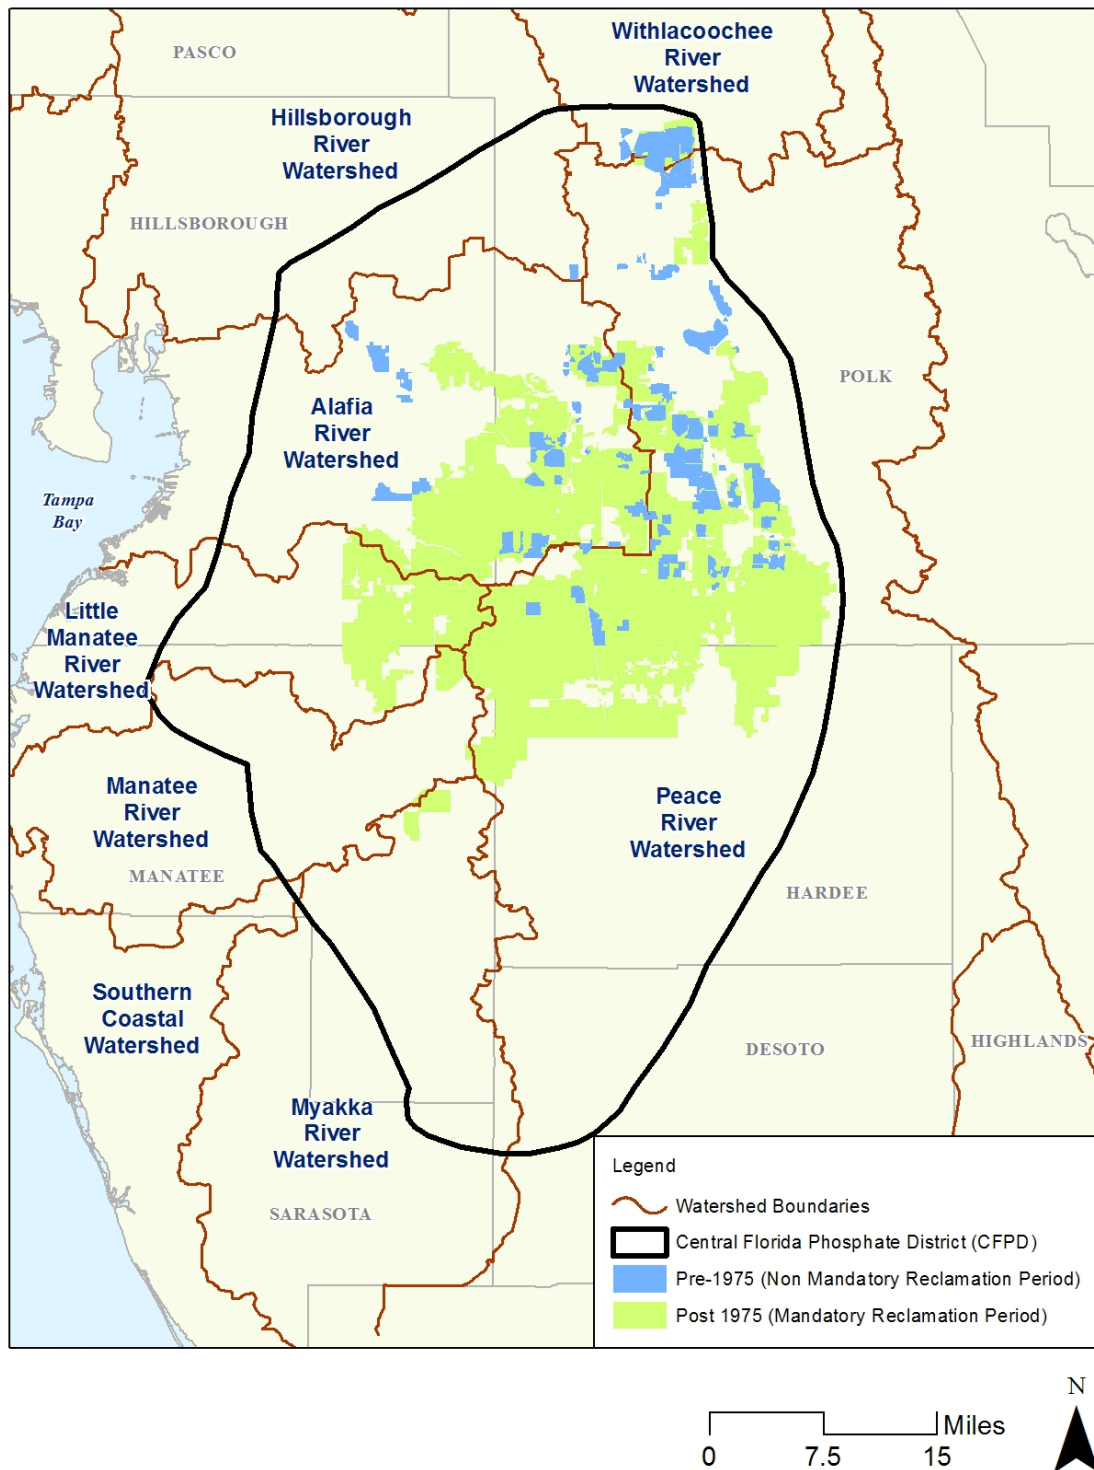 PASCO
Withlacoochee
River
Watershed
Hillsborough
River
Watershed
HILLSBOROUGH
POLK
Alafia
River
Watershed
Tampa
Bay
Little
Manatee
River
Watershed
Manatee
River
Watershed
MANATEE
Peace
River
Watershed
HARDEE
Southern
Coastal
Watershed
DESOTO
HIGHLANDS
Myakka
River
Watershed
SARASOTA
Legend
Watershed Boundaries
Central Florida Phosphate District (CFPD)
Pre-1975 (Non Mandatory Reclamation Period)
Post 1975 (Mandatory Reclamation Period)
N
Miles
0 7.5 15